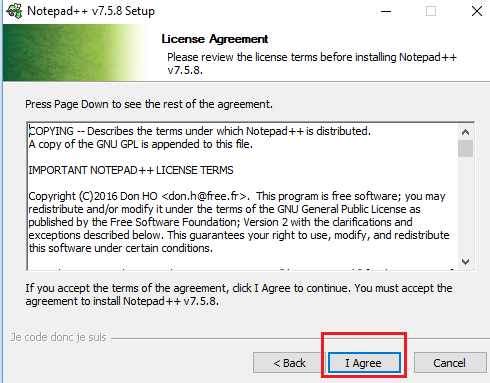 Notepad++ v7.5.8 Setup
License Agreement
Please review the license terms before installing Notepad++
v7.5.8.
Press Page Down to see the rest of the agreement.
COPYING -- Describes the terms under which Notepad++ is distributed.
A copy of the GNU GPL is appended to this file.
IMPORTANT NOTEPAD++ LICENSE TERMS
Copyright (C)2016 Don HO <don.h@free.fr>. This program is free software; you may
redistribute and/or modify it under the terms of the GNU General Public License as
published by the Free Software Foundation; Version 2 with the clarifications and
exceptions described below. This guarantees your right to use, modify, and redistribute
this software under certain conditions.
If you accept the terms of the agreement, click I Agree to continue. You must accept the
agreement to install Notepad++ v7.5.8.
Je code donc je suis
< Back
I Agree
Cancel